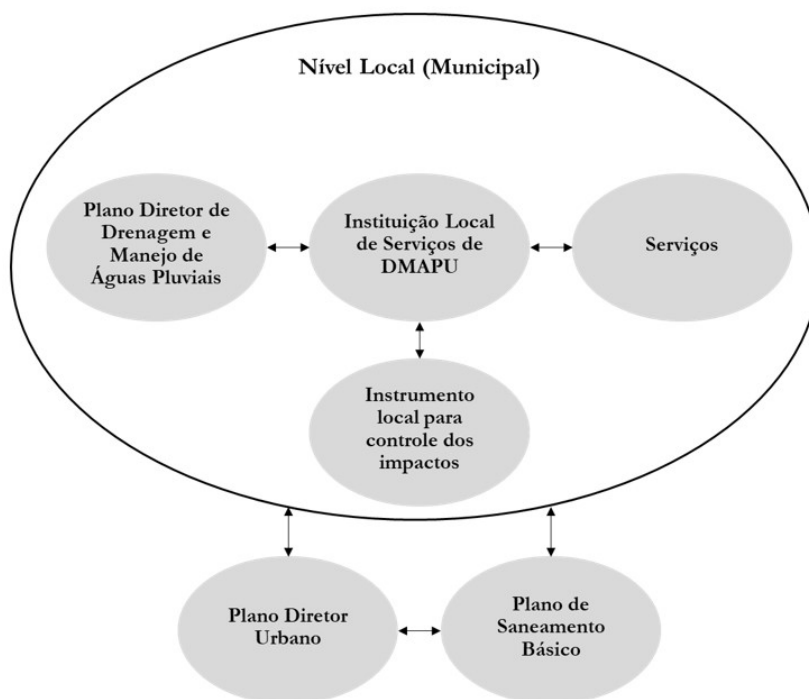 Nível Local (Municipal)
Plano Diretor de
Drenagem e
Manejo de
Águas Pluviais
Instituição Local
de Serviços de
DMAPU
Serviços
Instrumento
local para
controle dos
impactos
Plano Diretor
Urbano
Plano de
Saneamento
Básico